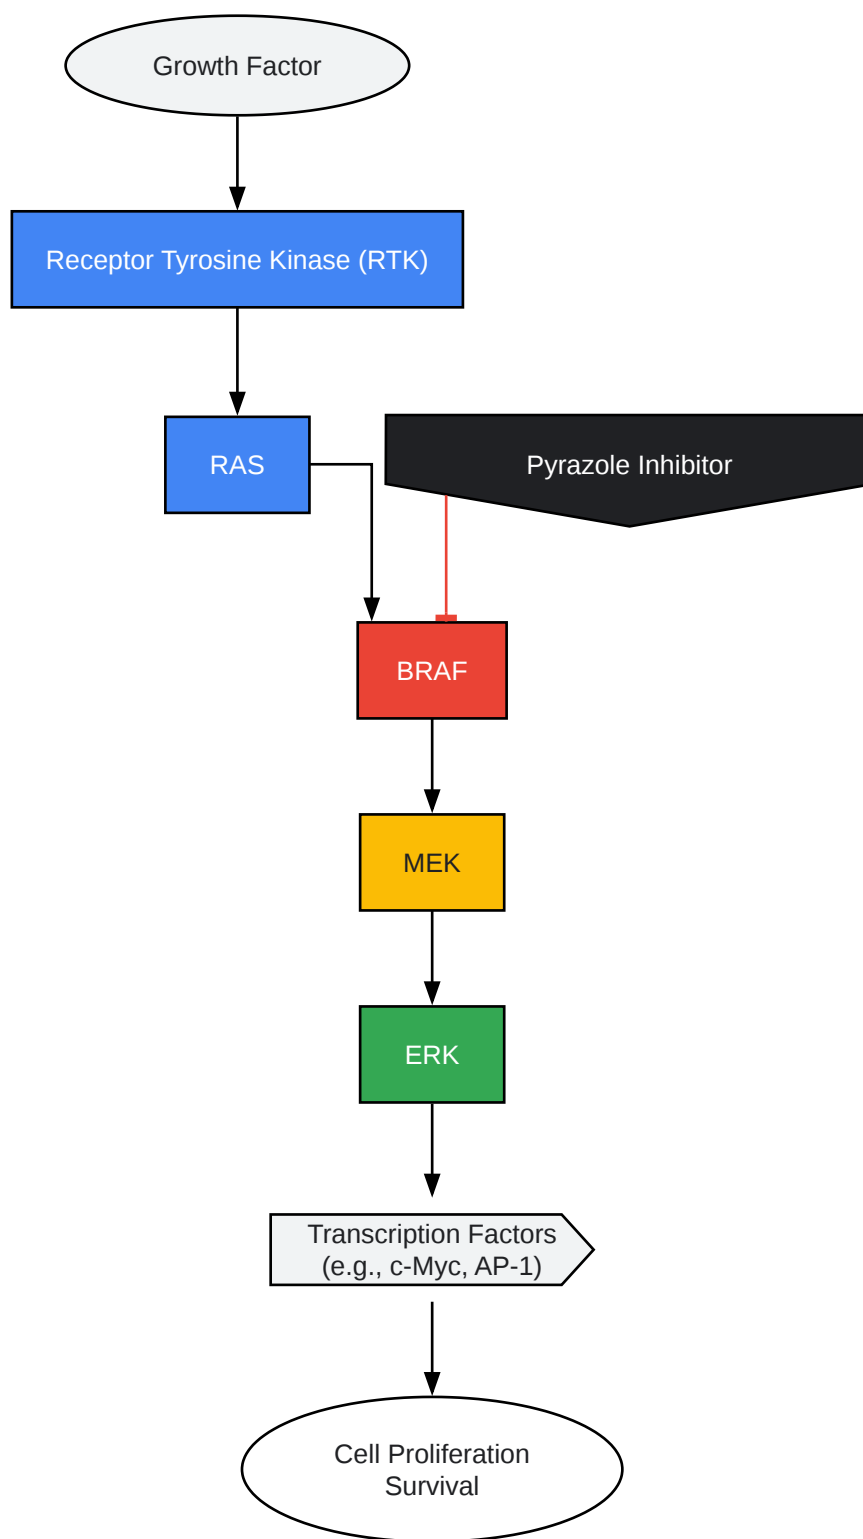 Growth Factor
Receptor Tyrosine Kinase (RTK)
RAS
Pyrazole Inhibitor
BRAF
MEK
ERK
Transcription Factors
(e.g., c-Myc, AP-1)
Cell Proliferation
Survival